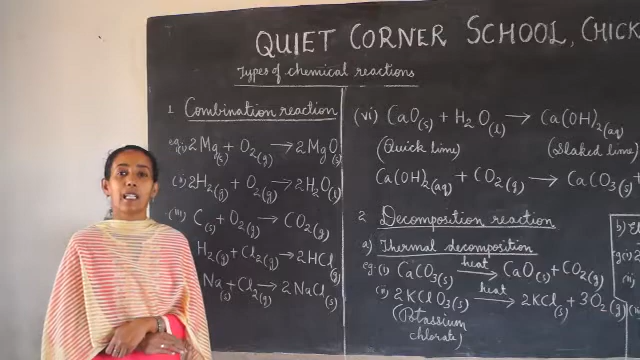 QUIET CORNER SCHOOL, CHICK
Types of chemical reactions
1. Combination reaction
eg:(i) 2Mg(s) + O2(g) → 2MgO(s)
(ii) 2H2(g) + O2(g) → 2H2O(l)
(iii) C(s) + O2(g) → CO2(g)
H2(g) + Cl2(g) → 2HCl(g)
Na(s) + Cl2(g) → 2NaCl(s)
(vi) CaO(s) + H2O(l) → Ca(OH)2(aq)
(Quick lime) (Slaked lime)
Ca(OH)2(aq) + CO2(g) → CaCO3(s) +
2. Decomposition reaction
a) Thermal decomposition
eg:(i) CaCO3(s) heat → CaO(s) + CO2(g)
(ii) 2KClO3(s) heat → 2KCl(s) + 3O2(g)
(Potassium
chlorate)
b) El
eg(i) 2